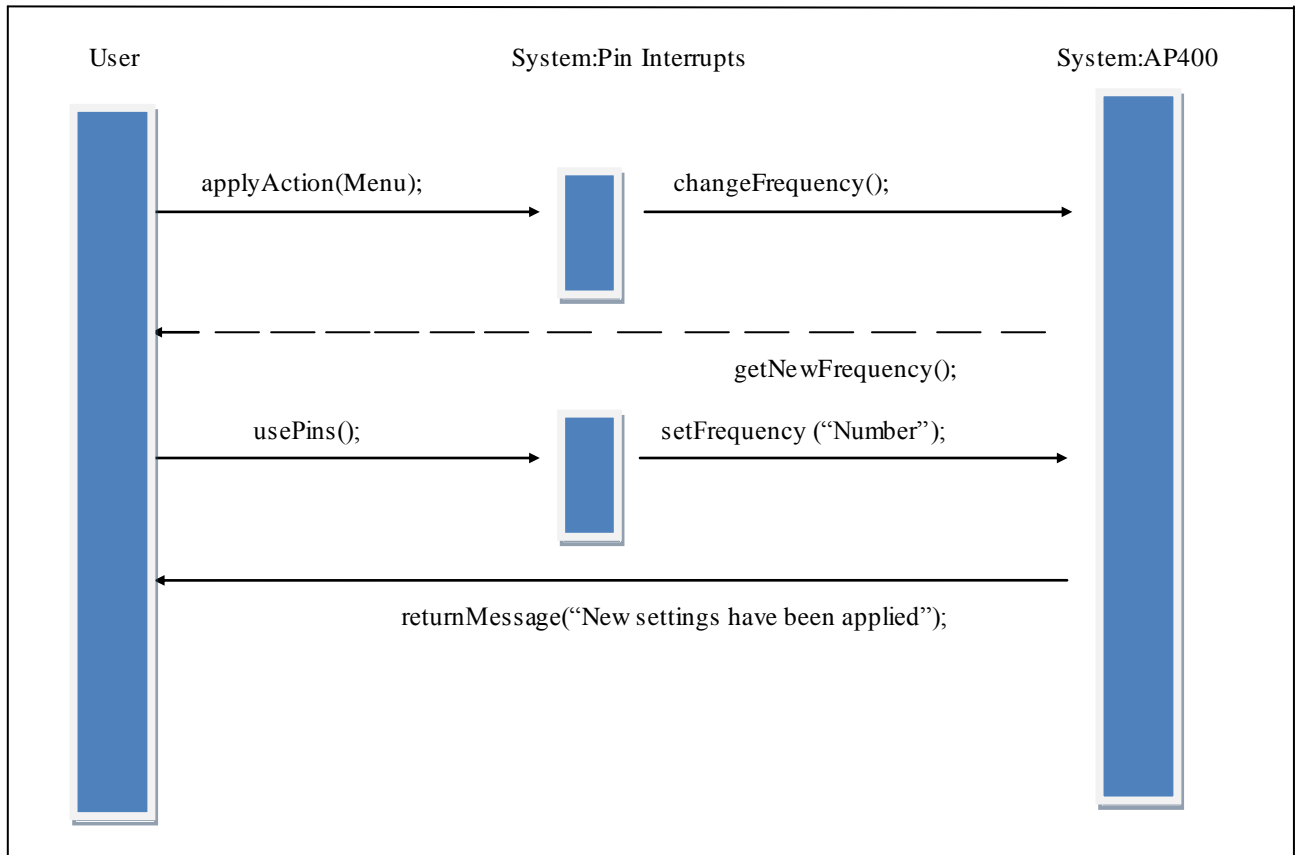 User
System:Pin Interrupts
System:AP400
applyAction(Menu);
changeFrequency();
getNewFrequency();
usePins();
setFrequency (“Number”);
returnMessage(“New settings have been applied”);